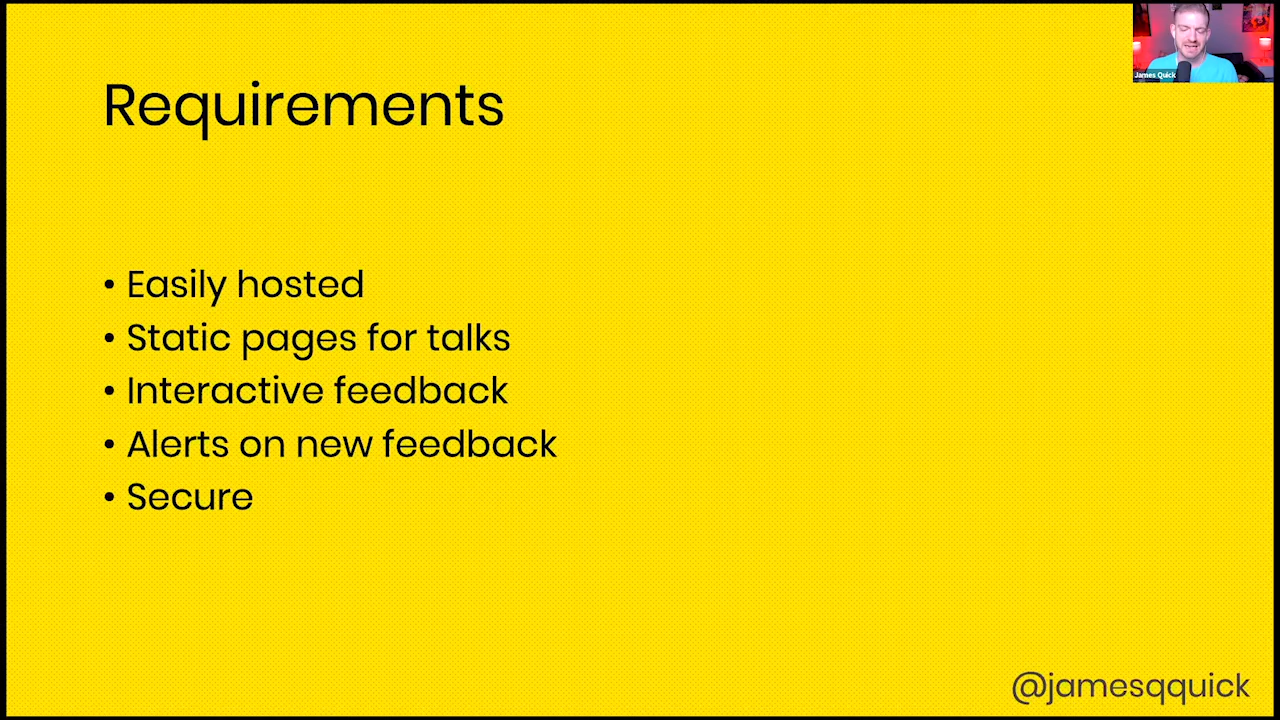 James Quick
Requirements
• Easily hosted
• Static pages for talks
• Interactive feedback
• Alerts on new feedback
• Secure
@jamesqquick